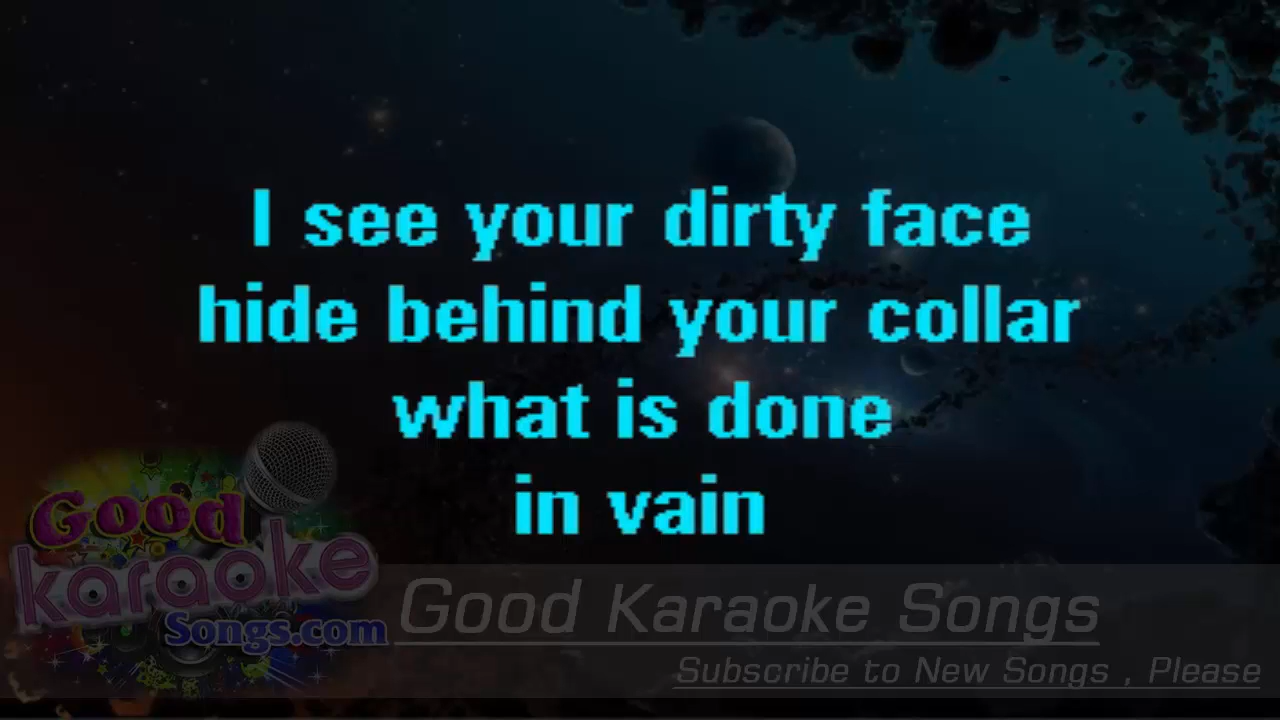 I see your dirty face
hide behind your collar
what is done
in vain
Good
karaoke
Songs.com
Good Karaoke Songs
Subscribe to New Songs , Please